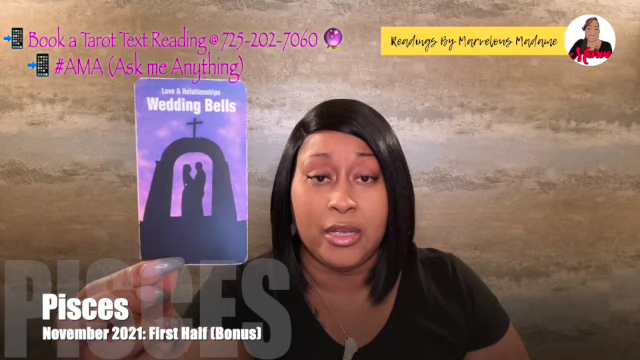 Book a Tarot Text Reading @ 725-202-7060
#AMA (Ask me Anything)
Readings By Marvelous Madame
Love & Relationships
Wedding Bells
PISCES
Pisces
November 2021: First Half (Bonus)